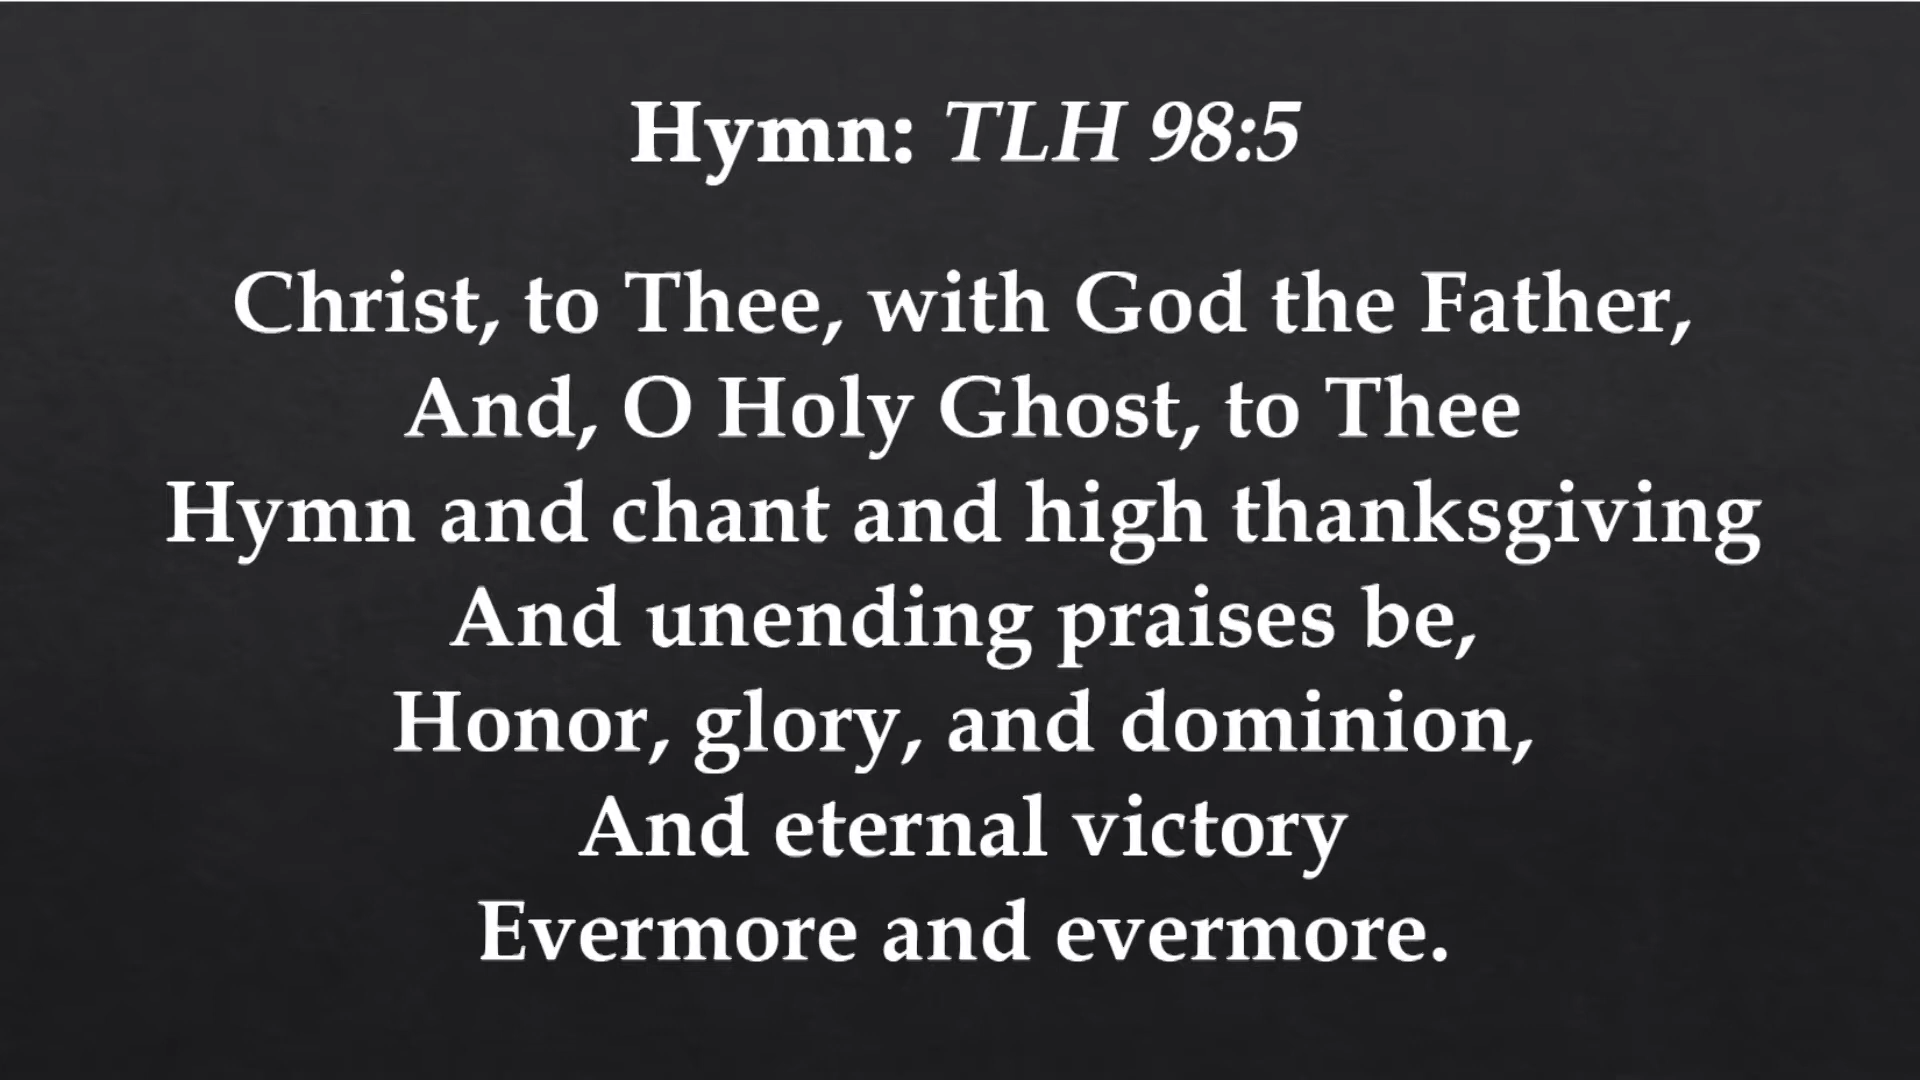 Hymn: TLH 98:5
Christ, to Thee, with God the Father,
And, O Holy Ghost, to Thee
Hymn and chant and high thanksgiving
And unending praises be,
Honor, glory, and dominion,
And eternal victory
Evermore and evermore.